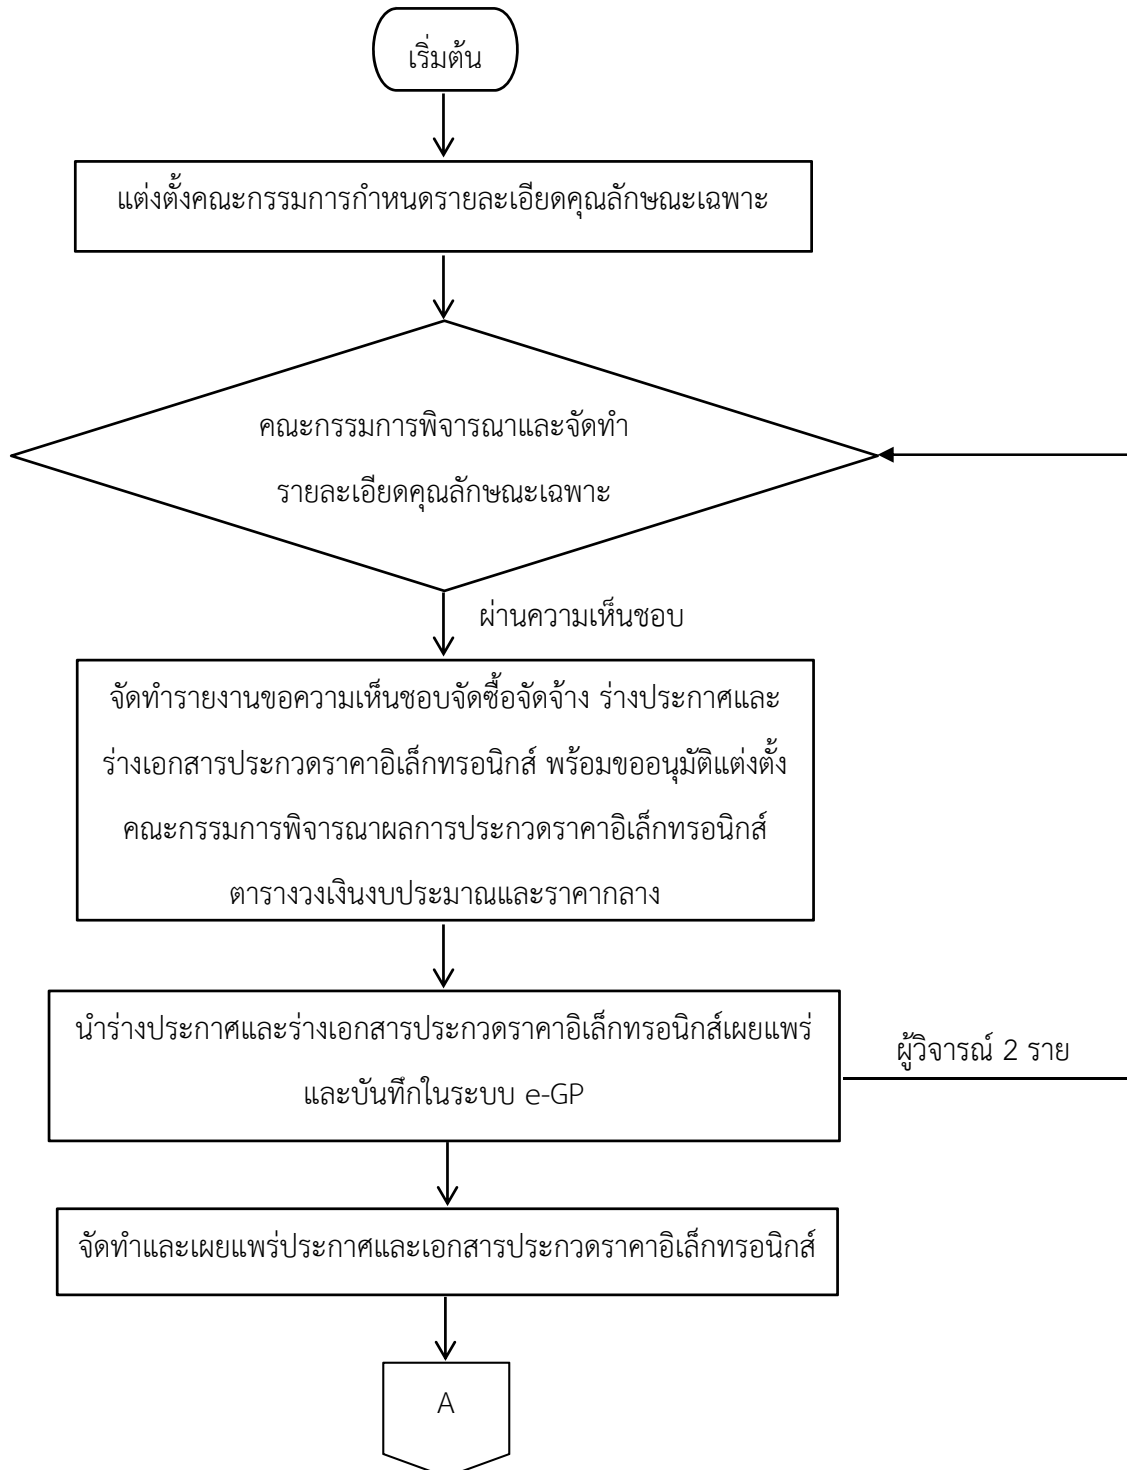 เริ่มต้น
แต่งตั้งคณะกรรมการกำหนดรายละเอียดคุณลักษณะเฉพาะ
คณะกรรมการพิจารณาและจัดทำ
รายละเอียดคุณลักษณะเฉพาะ
ผ่านความเห็นชอบ
จัดทำรายงานขอความเห็นชอบจัดซื้อจัดจ้าง ร่างประกาศและ
ร่างเอกสารประกวดราคาอิเล็กทรอนิกส์ พร้อมขออนุมัติแต่งตั้ง
คณะกรรมการพิจารณาผลการประกวดราคาอิเล็กทรอนิกส์
ตารางวงเงินงบประมาณและราคากลาง
นำร่างประกาศและร่างเอกสารประกวดราคาอิเล็กทรอนิกส์เผยแพร่
และบันทึกในระบบ e-GP
ผู้วิจารณ์ 2 ราย
จัดทำและเผยแพร่ประกาศและเอกสารประกวดราคาอิเล็กทรอนิกส์
A